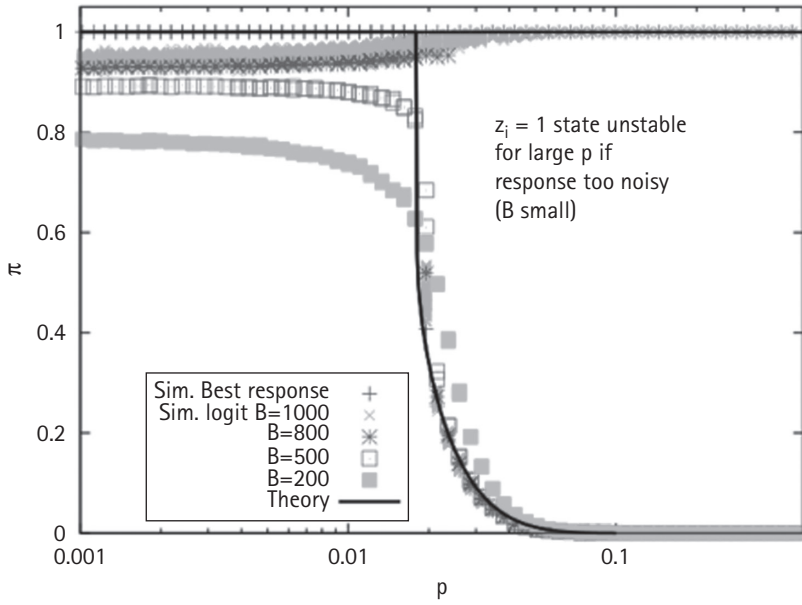 1
0.8
0.6
0.4
0.2
0
π
z_i = 1 state unstable
for large p if
response too noisy
(B small)
Sim. Best response
Sim. logit B=1000
B=800
B=500
B=200
Theory
0.001
0.01
0.1
p